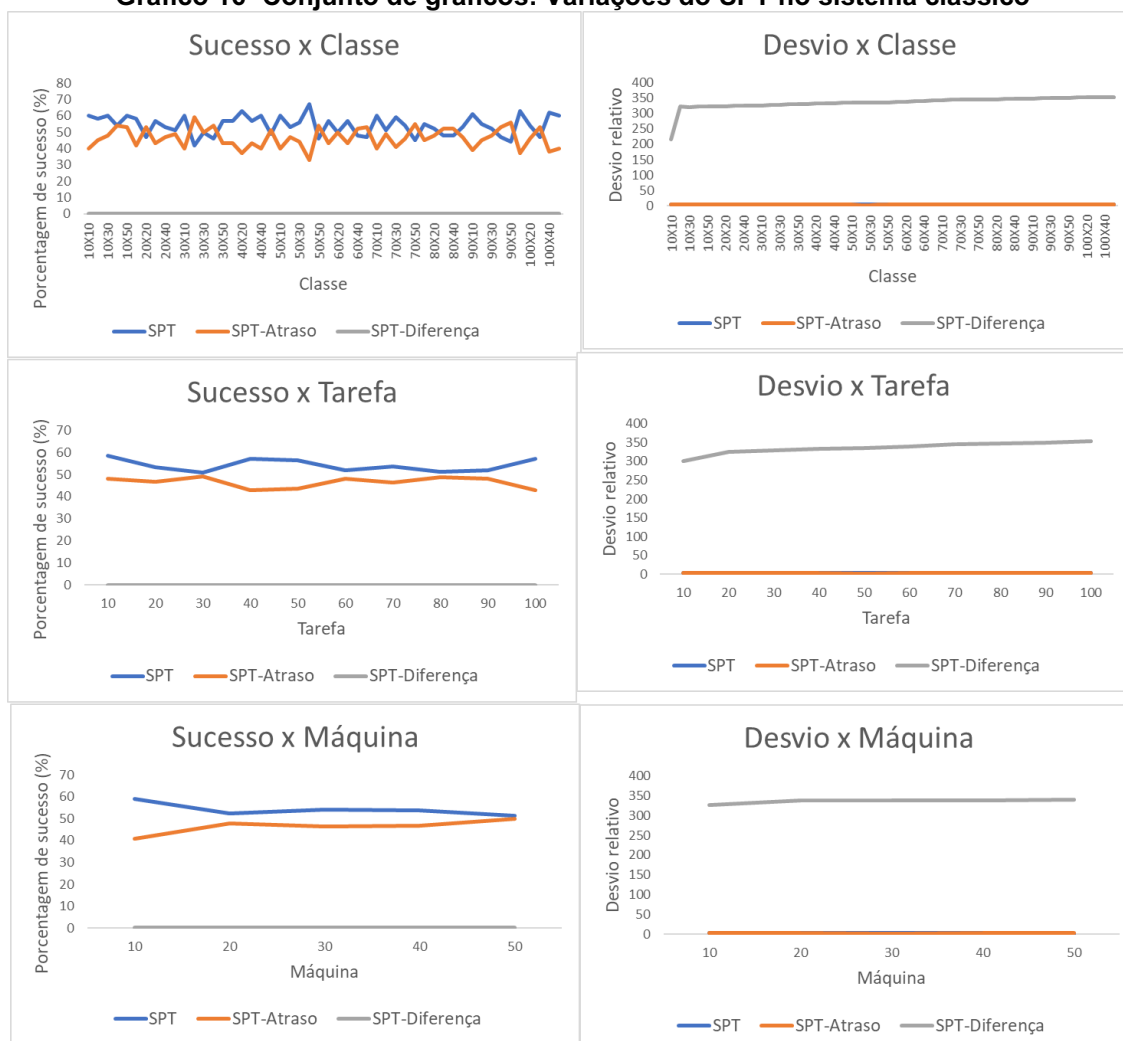 Gráfico 10- Conjunto de gráficos: Variações do SPT no sistema clássico
Sucesso x Classe
Porcentagem de sucesso (%)
80
70
60
50
40
30
20
10
0
10X10
10X30
10X50
20X20
20X40
30X10
30X30
30X50
40X20
40X40
50X10
50X30
50X50
60X20
60X40
70X10
70X30
70X50
80X20
80X40
90X10
90X30
90X50
100X20
100X40
Classe
SPT SPT-Atraso SPT-Diferença
Desvio x Classe
Desvio relativo
400
350
300
250
200
150
100
50
0
10X10
10X30
10X50
20X20
20X40
30X10
30X30
30X50
40X20
40X40
50X10
50X30
50X50
60X20
60X40
70X10
70X30
70X50
80X20
80X40
90X10
90X30
90X50
100X20
100X40
Classe
SPT SPT-Atraso SPT-Diferença
Sucesso x Tarefa
Porcentagem de sucesso (%)
70
60
50
40
30
20
10
0
10 20 30 40 50 60 70 80 90 100
Tarefa
SPT SPT-Atraso SPT-Diferença
Desvio x Tarefa
Desvio relativo
400
350
300
250
200
150
100
50
0
10 20 30 40 50 60 70 80 90 100
Tarefa
SPT SPT-Atraso SPT-Diferença
Sucesso x Máquina
Porcentagem de sucesso (%)
70
60
50
40
30
20
10
0
10 20 30 40 50
Máquina
SPT SPT-Atraso SPT-Diferença
Desvio x Máquina
Desvio relativo
400
350
300
250
200
150
100
50
0
10 20 30 40 50
Máquina
SPT SPT-Atraso SPT-Diferença